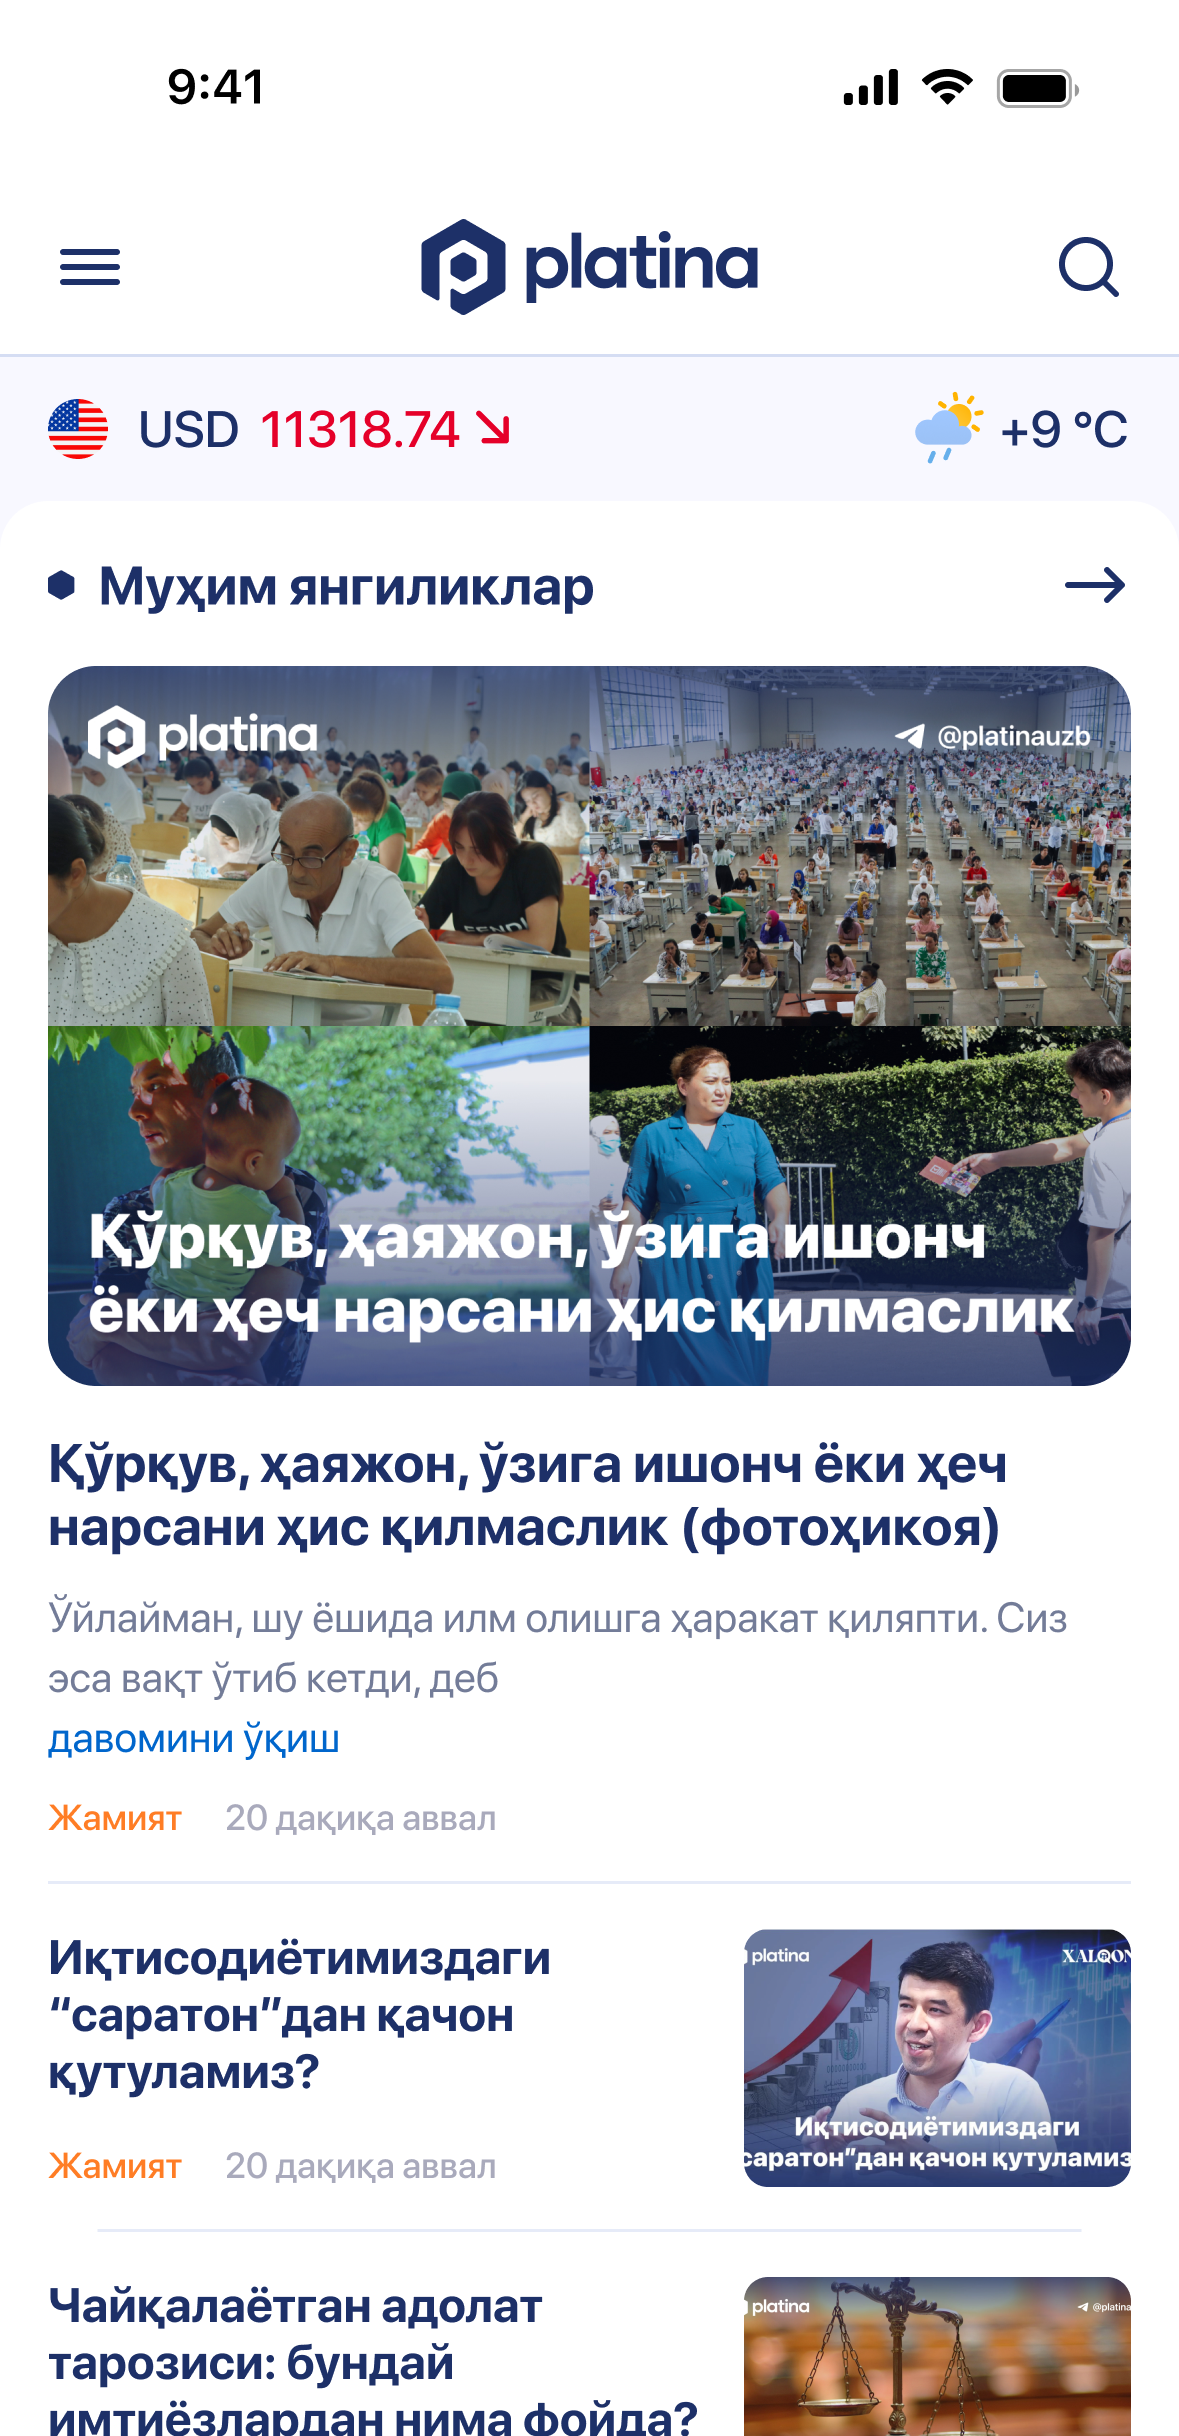 9:41
platina
USD 11318.74
+9 °C
Муҳим янгиликлар
platina
@platinauzb
FENDI
Қўрқув, ҳаяжон, ўзига ишонч
ёки ҳеч нарсани ҳис қилмаслик
Қўрқув, ҳаяжон, ўзига ишонч ёки ҳеч
нарсани ҳис қилмаслик (фотоҳикоя)
Ўйлайман, шу ёшида илм олишга ҳаракат қиляпти. Сиз
эса вақт ўтиб кетди, деб
давомини ўқиш
Жамият 20 дақиқа аввал
Иқтисодиётимиздаги
“саратон”дан қачон
қутуламиз?
Жамият 20 дақиқа аввал
platina
XALQON
Иқтисодиётимиздаги
саратон”дан қачон қутуламиз
Чайқалаётган адолат
тарозиси: бундай
имтиёзлардан нима фойда?
platina
@platina